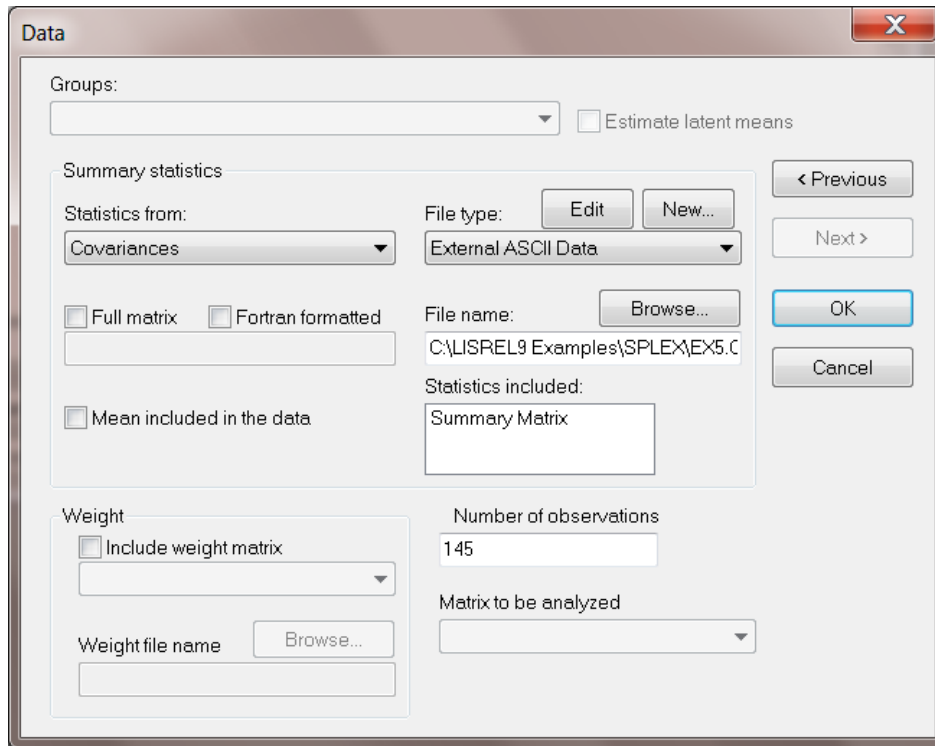 Data
X
Groups:
Estimate latent means
Summary statistics
Statistics from:
Covariances
File type:
Edit
New...
External ASCII Data
Full matrix
Fortran formatted
File name:
Browse...
C:\LISREL9 Examples\SPLEX\EX5.C
Mean included in the data
Statistics included:
Summary Matrix
< Previous
Next >
OK
Cancel
Weight
Include weight matrix
Weight file name
Browse...
Number of observations
145
Matrix to be analyzed